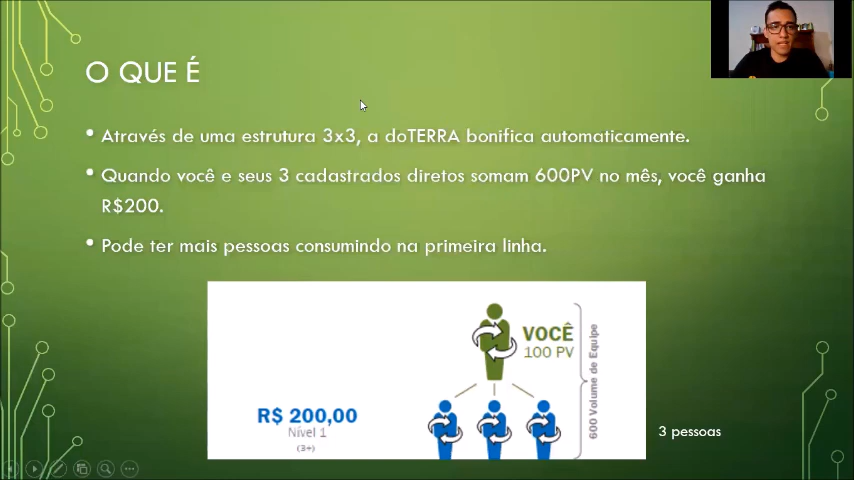 O QUE É
• Através de uma estrutura 3x3, a doTERRA bonifica automaticamente.
• Quando você e seus 3 cadastrados diretos somam 600PV no mês, você ganha
R$200.
• Pode ter mais pessoas consumindo na primeira linha.
VOCÊ
100 PV
600 Volume de Equipe
R$ 200,00
Nível 1
(3+)
3 pessoas